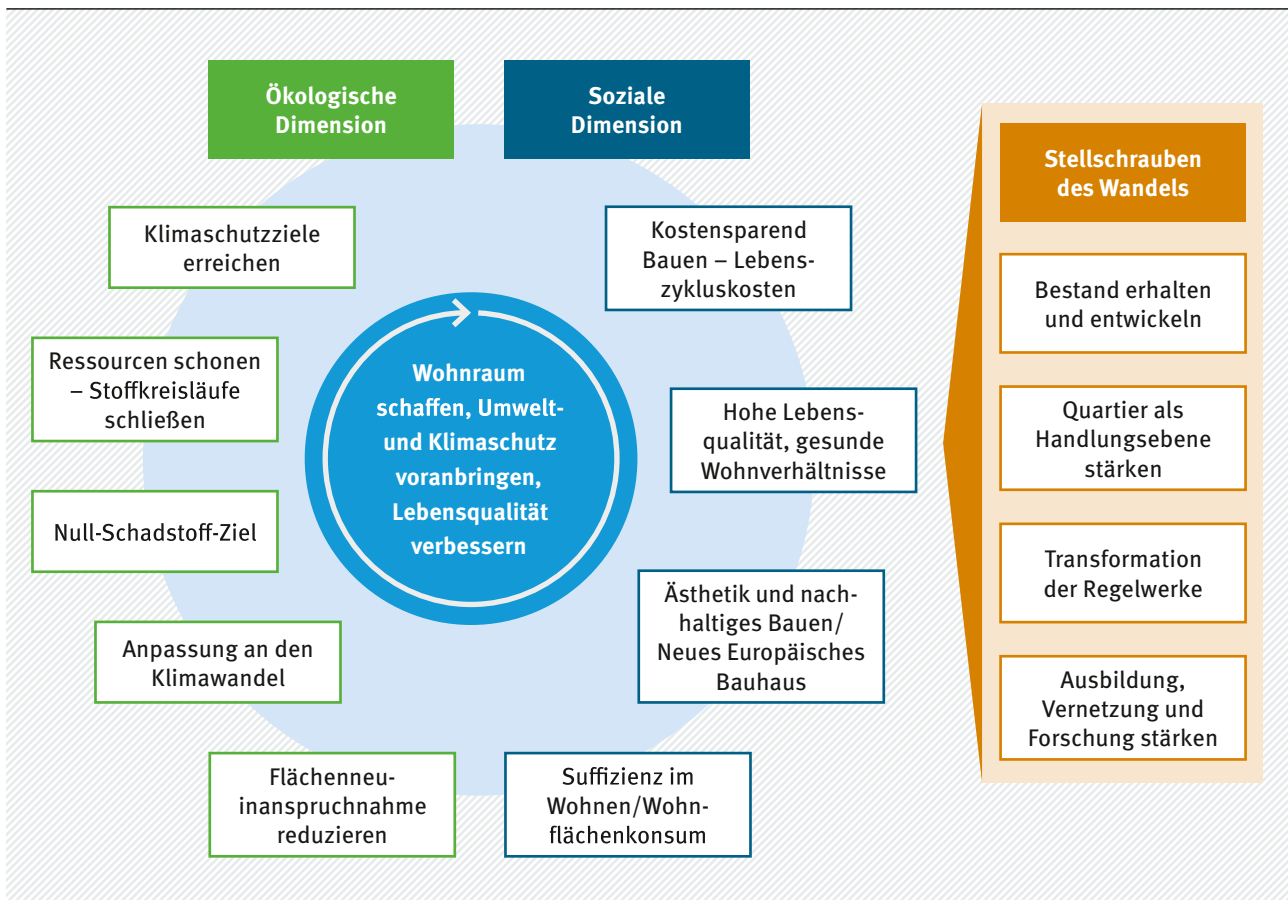 Ökologische
Dimension
Klimaschutzziele
erreichen
Ressourcen schonen
– Stoffkreisläufe
schließen
Null-Schadstoff-Ziel
Anpassung an den
Klimawandel
Flächenneu-
inanspruchnahme
reduzieren
Wohnraum
schaffen, Umwelt-
und Klimaschutz
voranbringen,
Lebensqualität
verbessern
Soziale
Dimension
Kostensparend
Bauen – Lebens-
zykluskosten
Hohe Lebens-
qualität, gesunde
Wohnverhältnisse
Ästhetik und nach-
haltiges Bauen/
Neues Europäisches
Bauhaus
Suffizienz im
Wohnen/Wohn-
flächenkonsum
Stellschrauben
des Wandels
Bestand erhalten
und entwickeln
Quartier als
Handlungsebene
stärken
Transformation
der Regelwerke
Ausbildung,
Vernetzung und
Forschung stärken